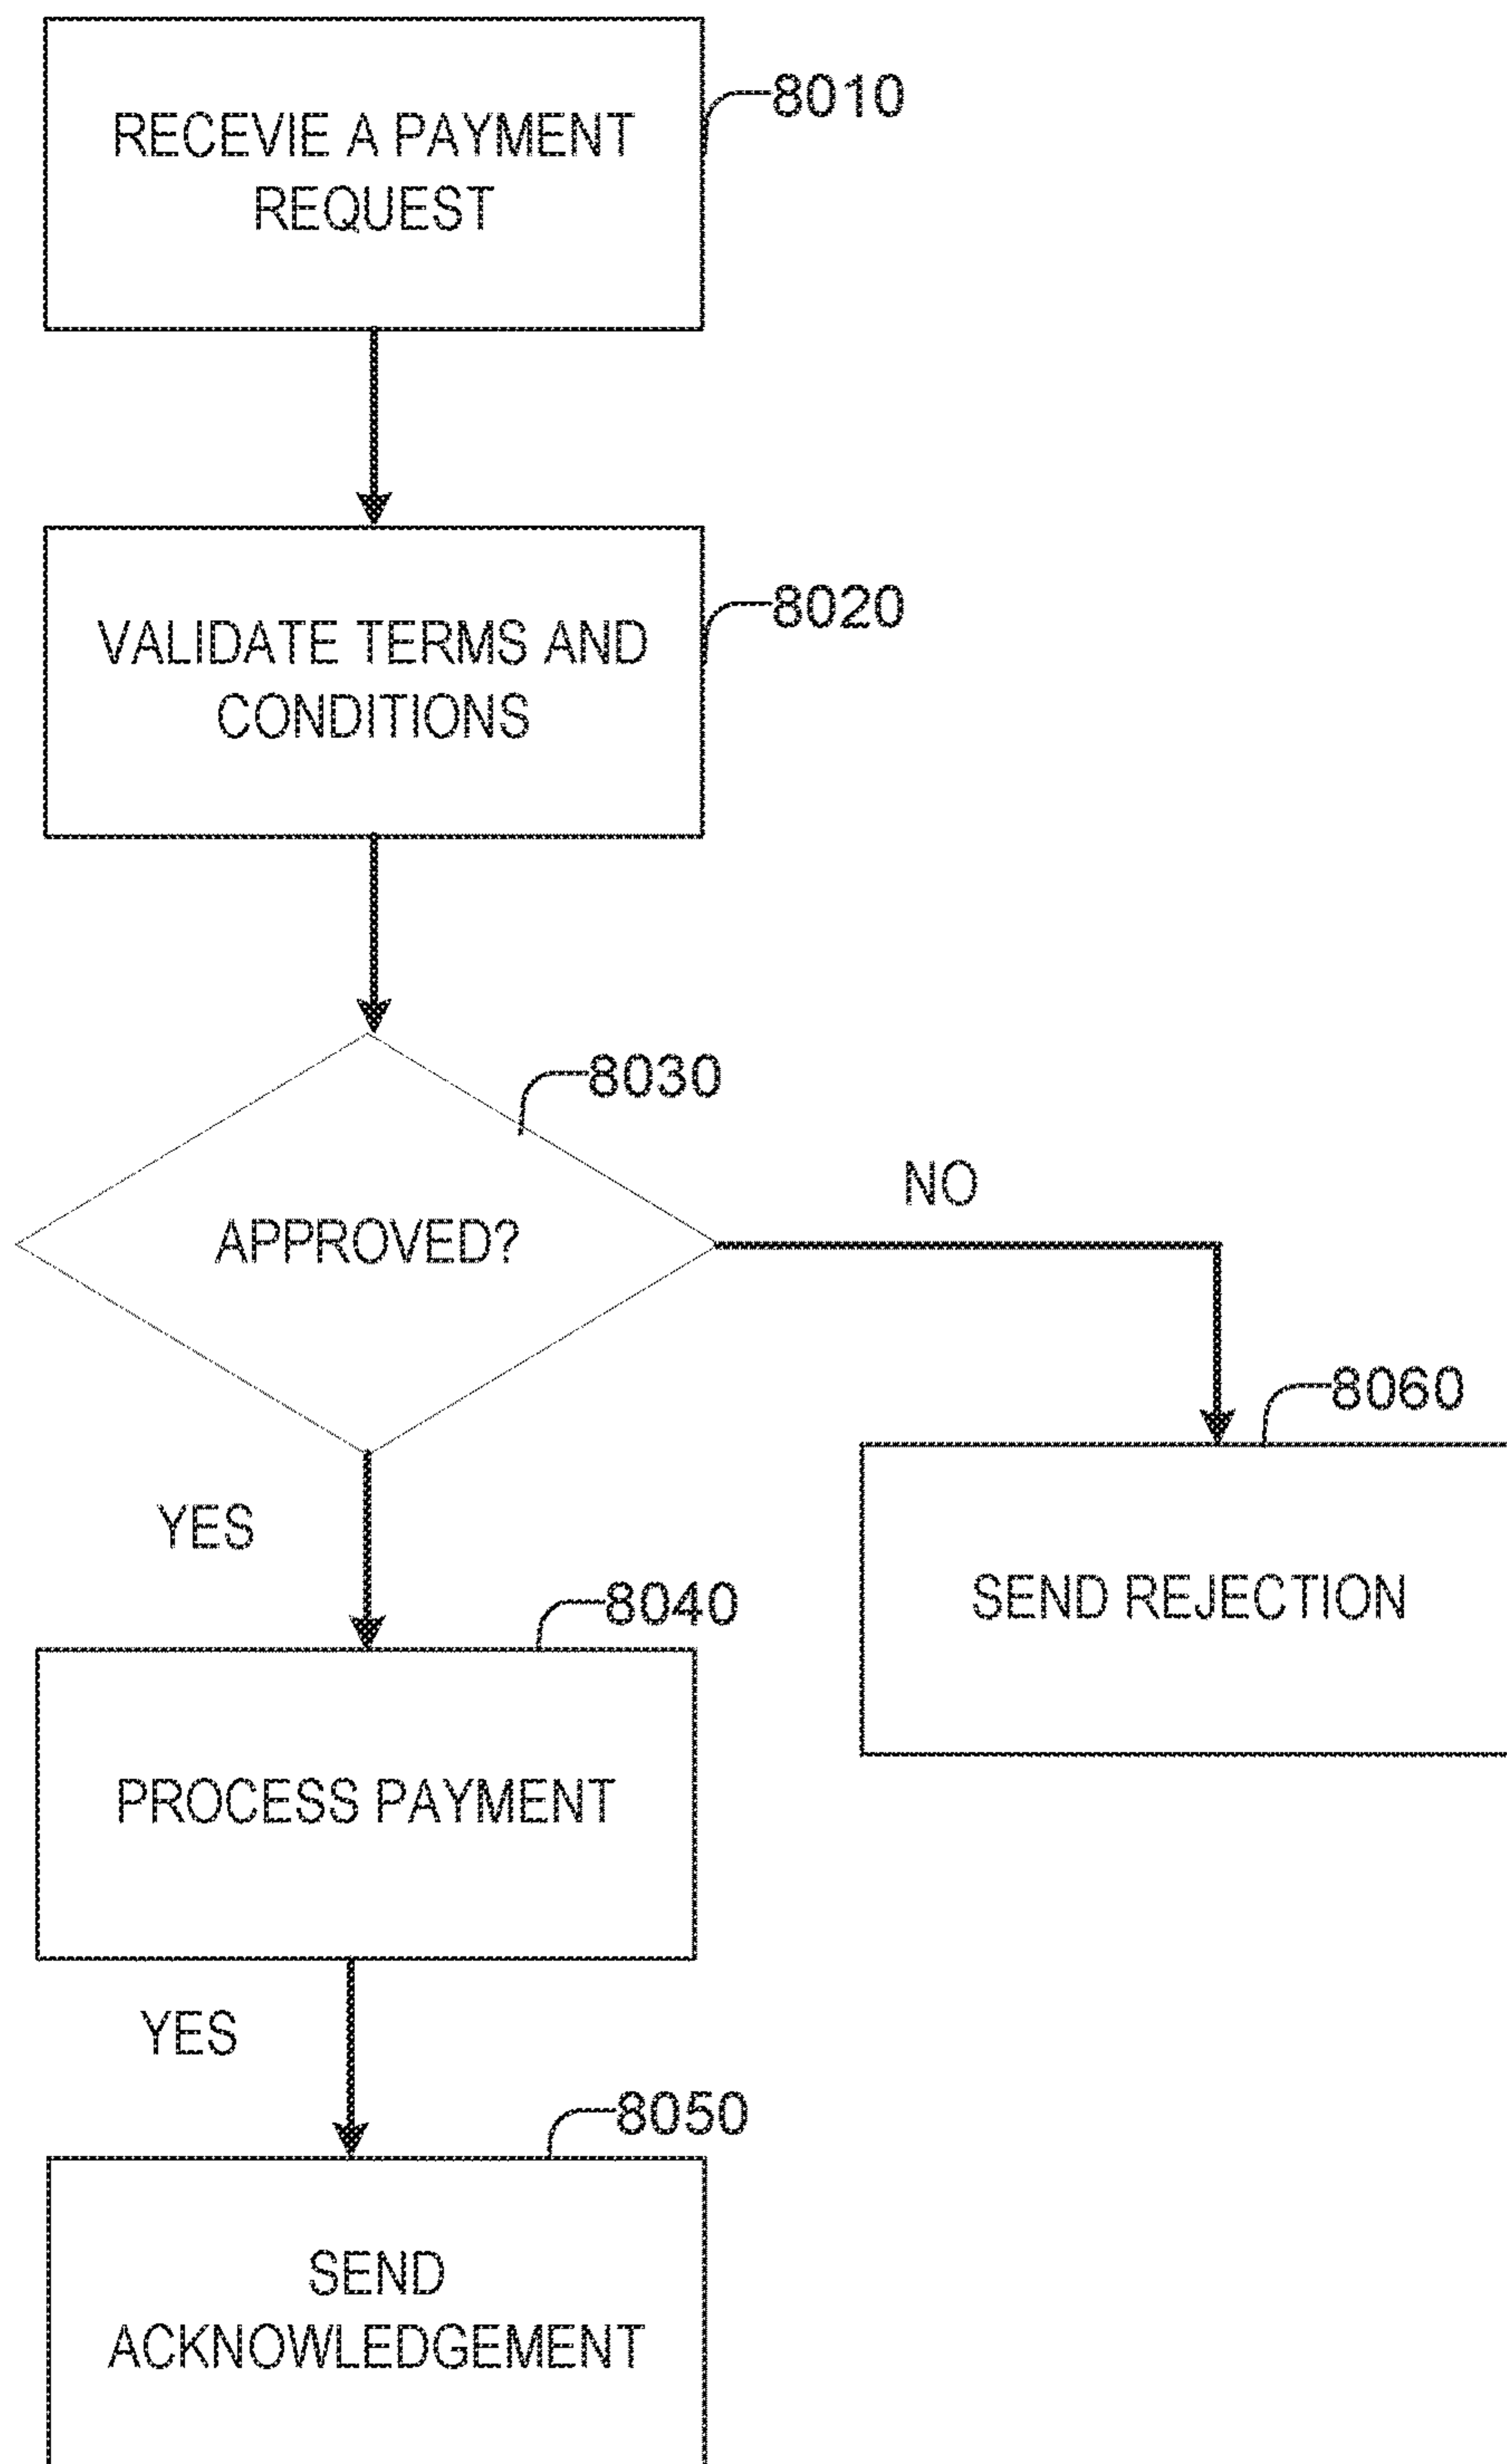 RECEVIE A PAYMENT
REQUEST
8010
VALIDATE TERMS AND
CONDITIONS
8020
8030
APPROVED?
NO
YES
8060
SEND REJECTION
8040
PROCESS PAYMENT
YES
8050
SEND
ACKNOWLEDGEMENT